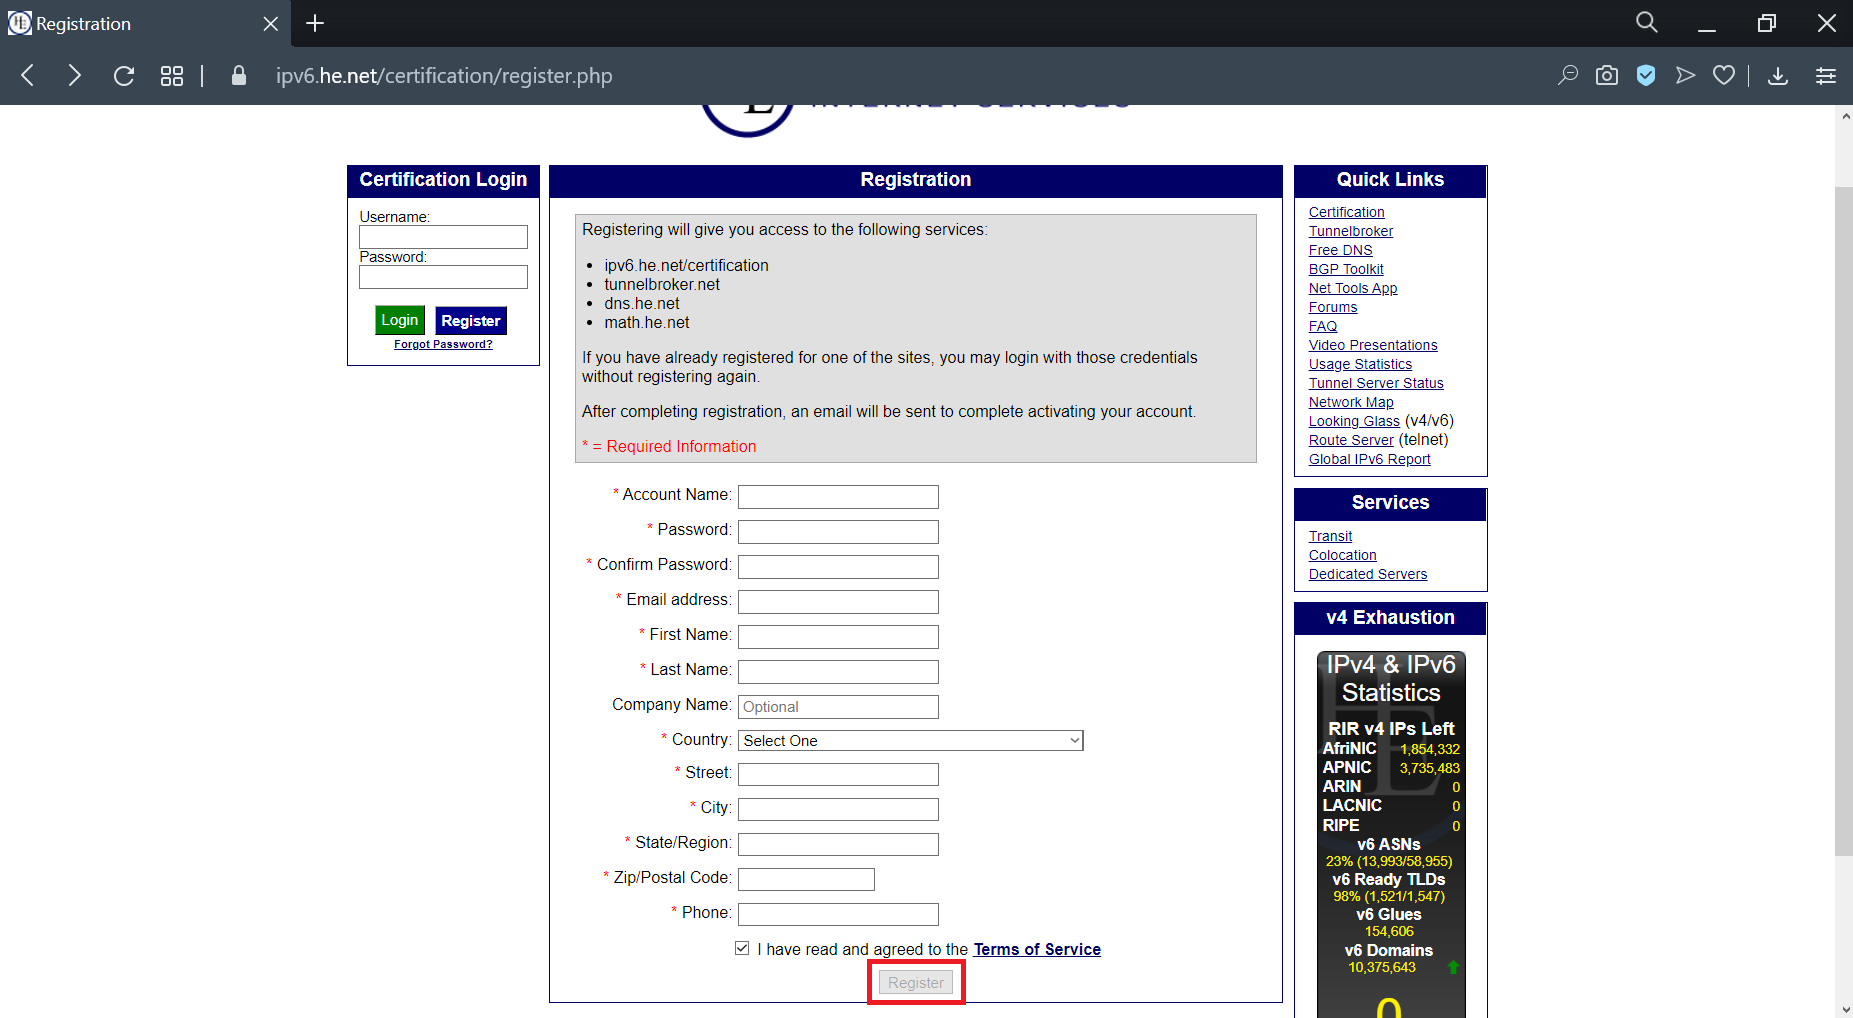 Registration
ipv6.he.net/certification/register.php
INTERNET SERVICES
Certification Login
Username:
Password:
Login Register
Forgot Password?
Registration
Registering will give you access to the following services:
• ipv6.he.net/certification
• tunnelbroker.net
• dns.he.net
• math.he.net
If you have already registered for one of the sites, you may login with those credentials
without registering again.
After completing registration, an email will be sent to complete activating your account.
* = Required Information
* Account Name:
* Password:
* Confirm Password:
* Email address:
* First Name:
* Last Name:
Company Name: Optional
* Country: Select One
* Street:
* City:
* State/Region:
* Zip/Postal Code:
* Phone:
I have read and agreed to the Terms of Service
Register
Quick Links
Certification
Tunnelbroker
Free DNS
BGP Toolkit
Net Tools App
Forums
FAQ
Video Presentations
Usage Statistics
Tunnel Server Status
Network Map
Looking Glass (v4/v6)
Route Server (telnet)
Global IPv6 Report
Services
Transit
Colocation
Dedicated Servers
v4 Exhaustion
IPv4 & IPv6
Statistics
RIR v4 IPs Left
AfriNIC 1,854,332
APNIC 3,735,483
ARIN 0
LACNIC 0
RIPE 0
v6 ASNs
23% (13,993/58,955)
v6 Ready TLDs
98% (1,521/1,547)
v6 Glues
154,606
v6 Domains
10,375,643
0